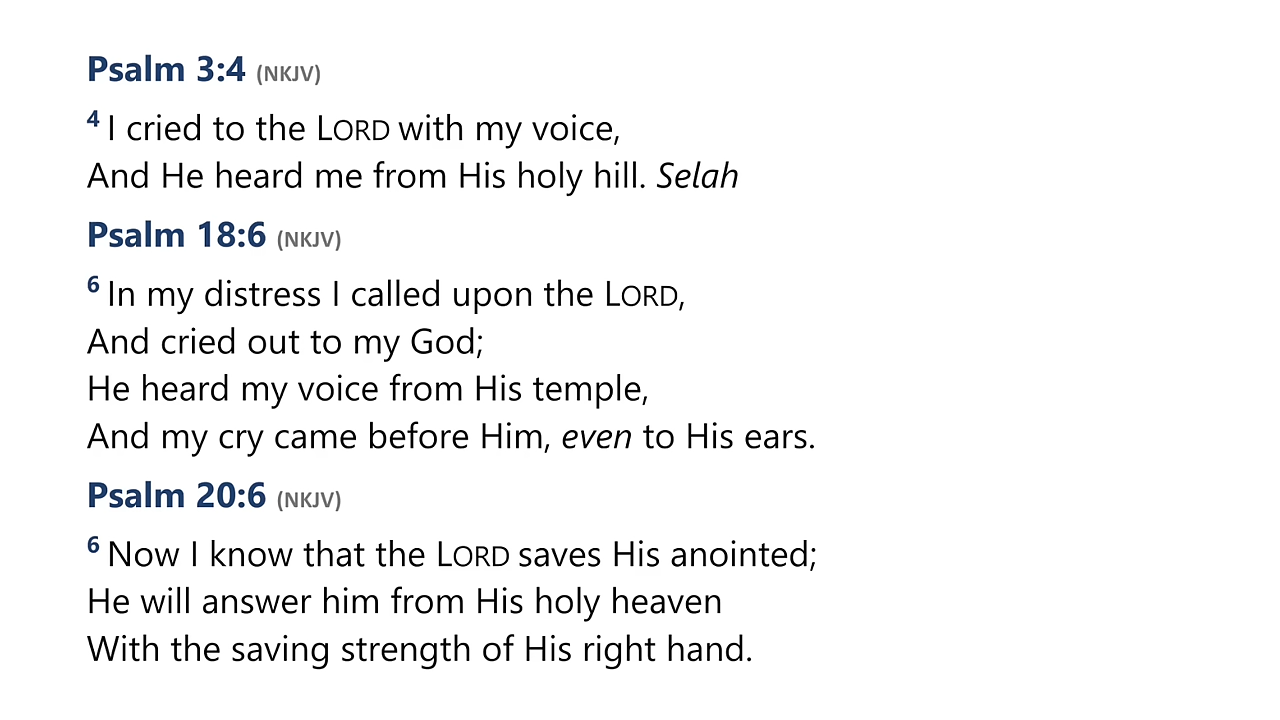 Psalm 3:4 (NKJV)
4 I cried to the LORD with my voice,
And He heard me from His holy hill. Selah
Psalm 18:6 (NKJV)
6 In my distress I called upon the LORD,
And cried out to my God;
He heard my voice from His temple,
And my cry came before Him, even to His ears.
Psalm 20:6 (NKJV)
6 Now I know that the LORD saves His anointed;
He will answer him from His holy heaven
With the saving strength of His right hand.